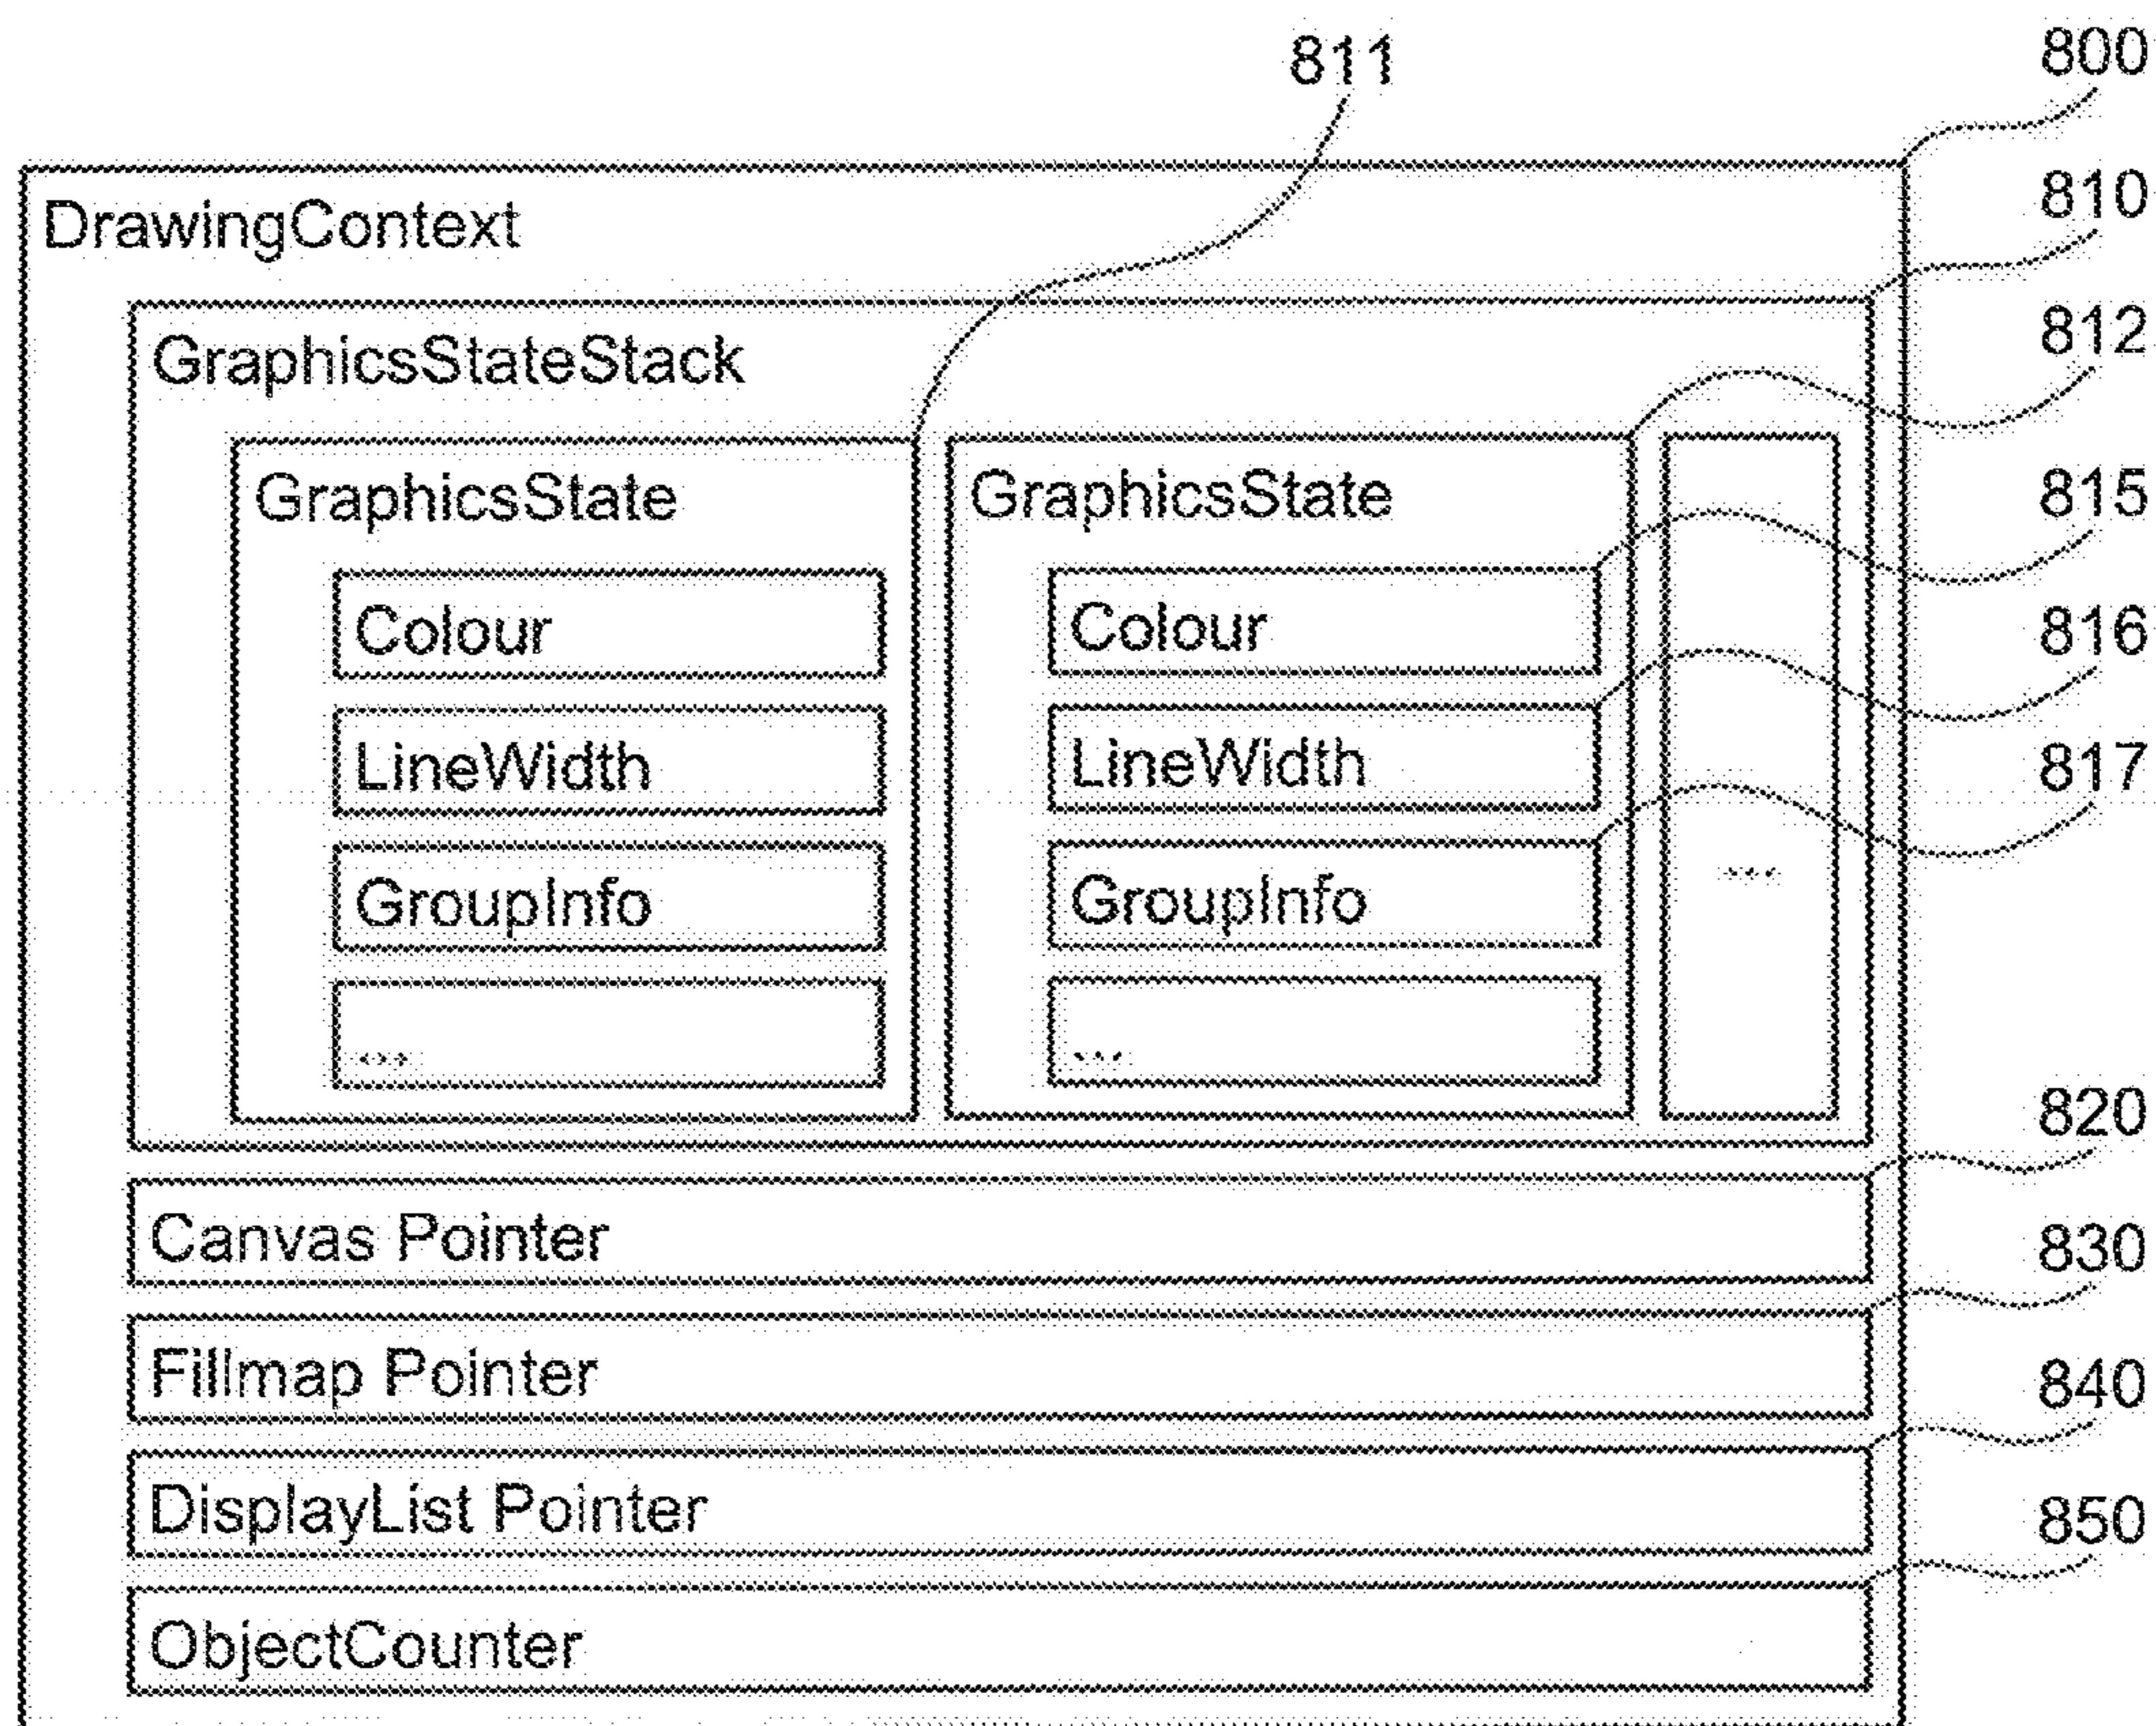 811
800
DrawingContext
810
GraphicsStateStack
812
GraphicsState
GraphicsState
815
Colour
Colour
816
LineWidth
LineWidth
817
GroupInfo
GroupInfo
...
...
...
820
Canvas Pointer
830
Fillmap Pointer
840
DisplayList Pointer
850
ObjectCounter